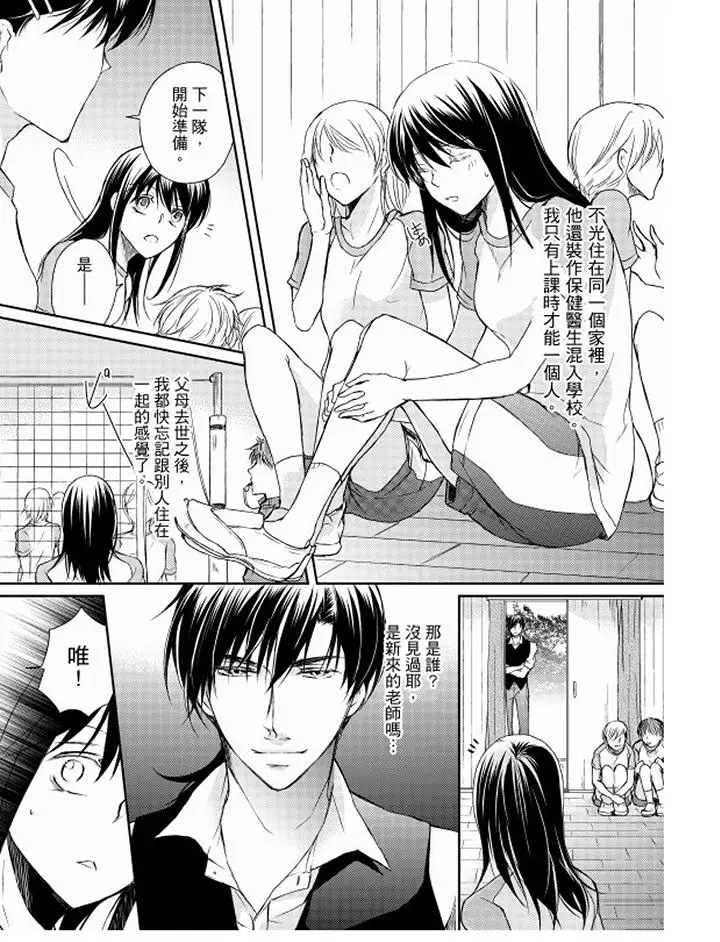 不光住在同一個家裡，
他還裝作保健醫生混入學校。
我只有上課時才能一個人。
まぁ
下一隊，
開始準備。
是——
父母去世之後，
我都快忘記跟別人住在
一起的感覺了。
那是誰？
沒見過耶，
是新來的老師嗎…
唯！